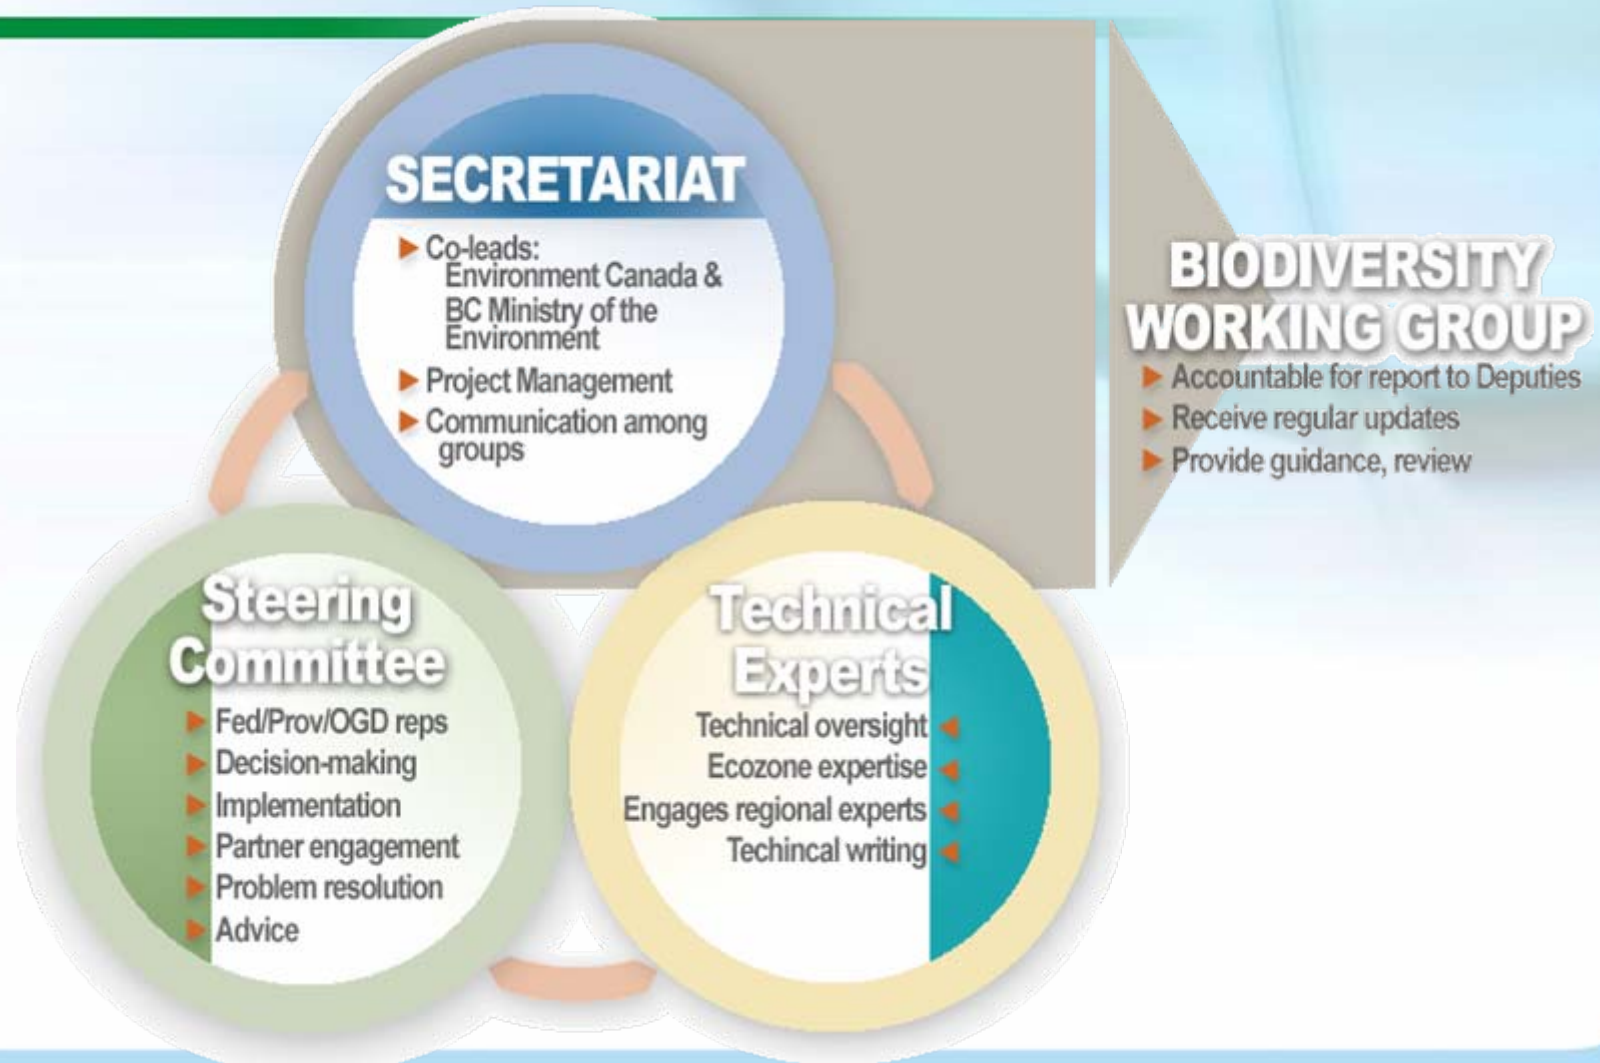 SECRETARIAT
▶ Co-leads:
Environment Canada &
BC Ministry of the
Environment
▶ Project Management
▶ Communication among
groups
BIODIVERSITY
WORKING GROUP
▶ Accountable for report to Deputies
▶ Receive regular updates
▶ Provide guidance, review
Steering
Committee
▶ Fed/Prov/OGD reps
▶ Decision-making
▶ Implementation
▶ Partner engagement
▶ Problem resolution
▶ Advice
Technical
Experts
Technical oversight ◀
Ecozone expertise ◀
Engages regional experts ◀
Techincal writing ◀